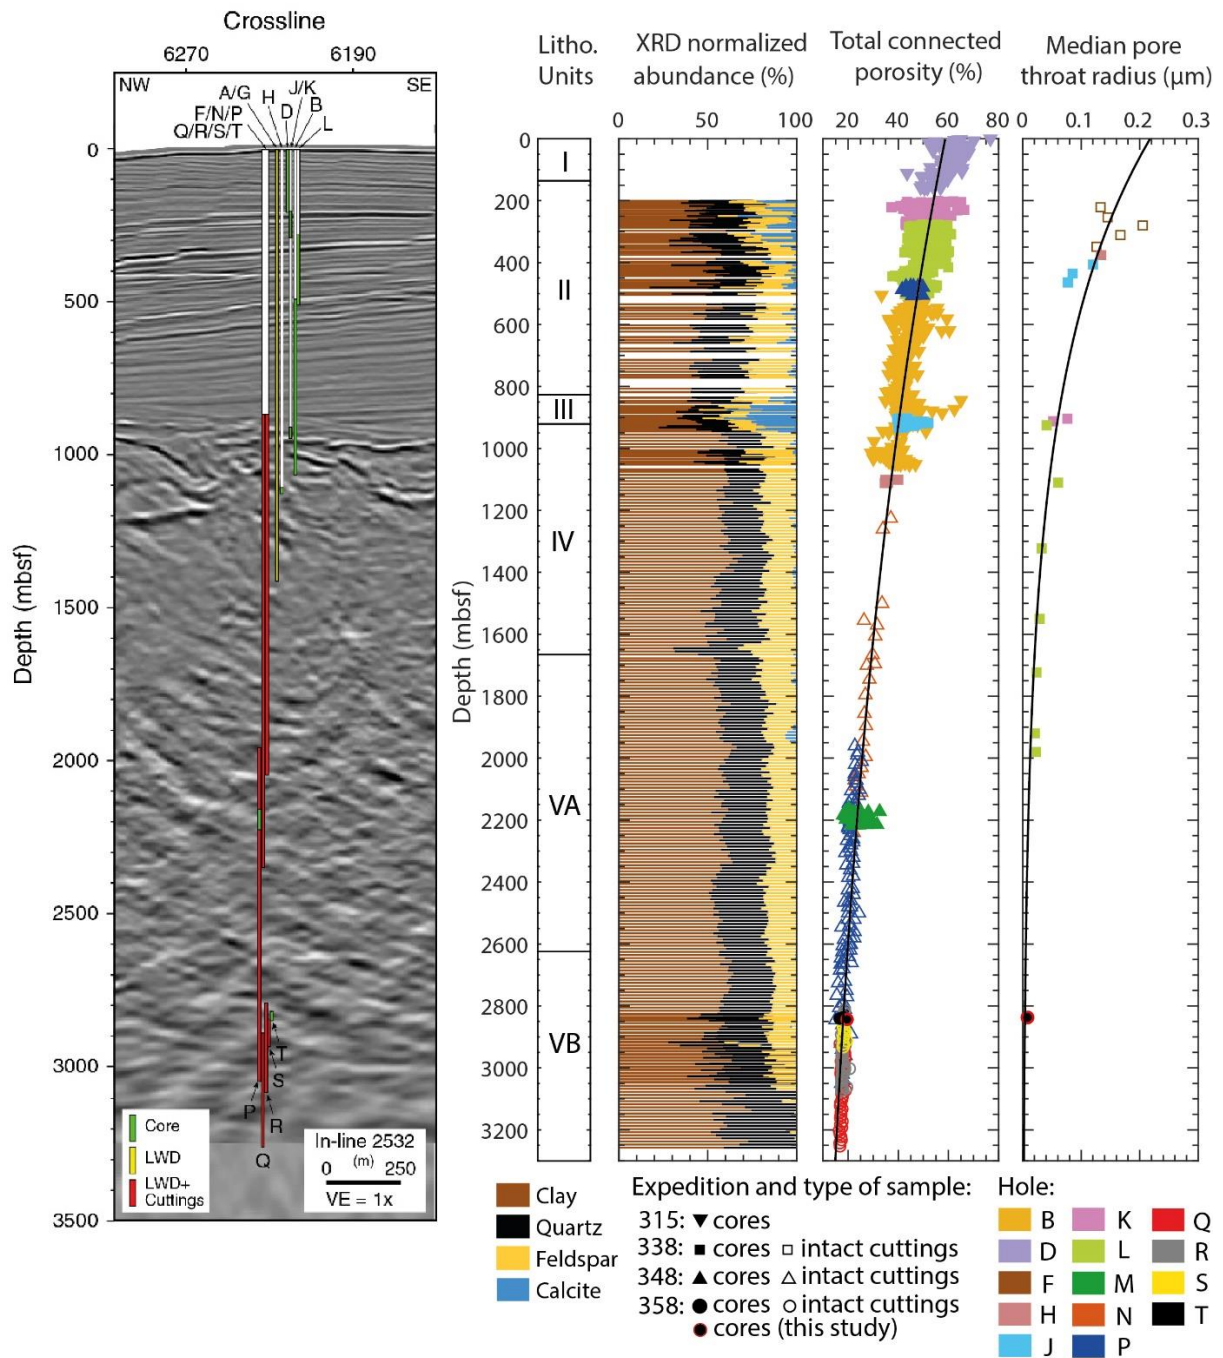 Crossline
6270 6190
NW SE
A/G H J/K
F/N/P D B
Q/R/S/T L
Depth (mbsf)
0
500
1000
1500
2000
2500
3000
3500
T
S
P
R
Q
Core
LWD
LWD+
Cuttings
In-line 2532
0 (m) 250
VE = 1x
Litho.
Units
XRD normalized
abundance (%)
Total connected
porosity (%)
Median pore
throat radius (μm)
0 50 100
20 40 60 80
0 0.1 0.2 0.3
Depth (mbsf)
0
200
400
600
800
1000
1200
1400
1600
1800
2000
2200
2400
2600
2800
3000
3200
I
II
III
IV
VA
VB
Clay
Quartz
Feldspar
Calcite
Expedition and type of sample:
315: cores
338: cores intact cuttings
348: cores intact cuttings
358: cores intact cuttings
cores (this study)
Hole:
B K Q
D L R
F M S
H N T
J P